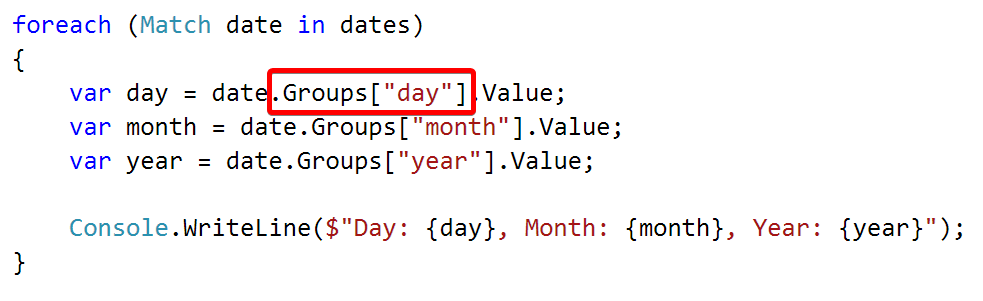 foreach (Match date in dates)
{
    var day = date.Groups["day"].Value;
    var month = date.Groups["month"].Value;
    var year = date.Groups["year"].Value;

    Console.WriteLine($"Day: {day}, Month: {month}, Year: {year}");
}